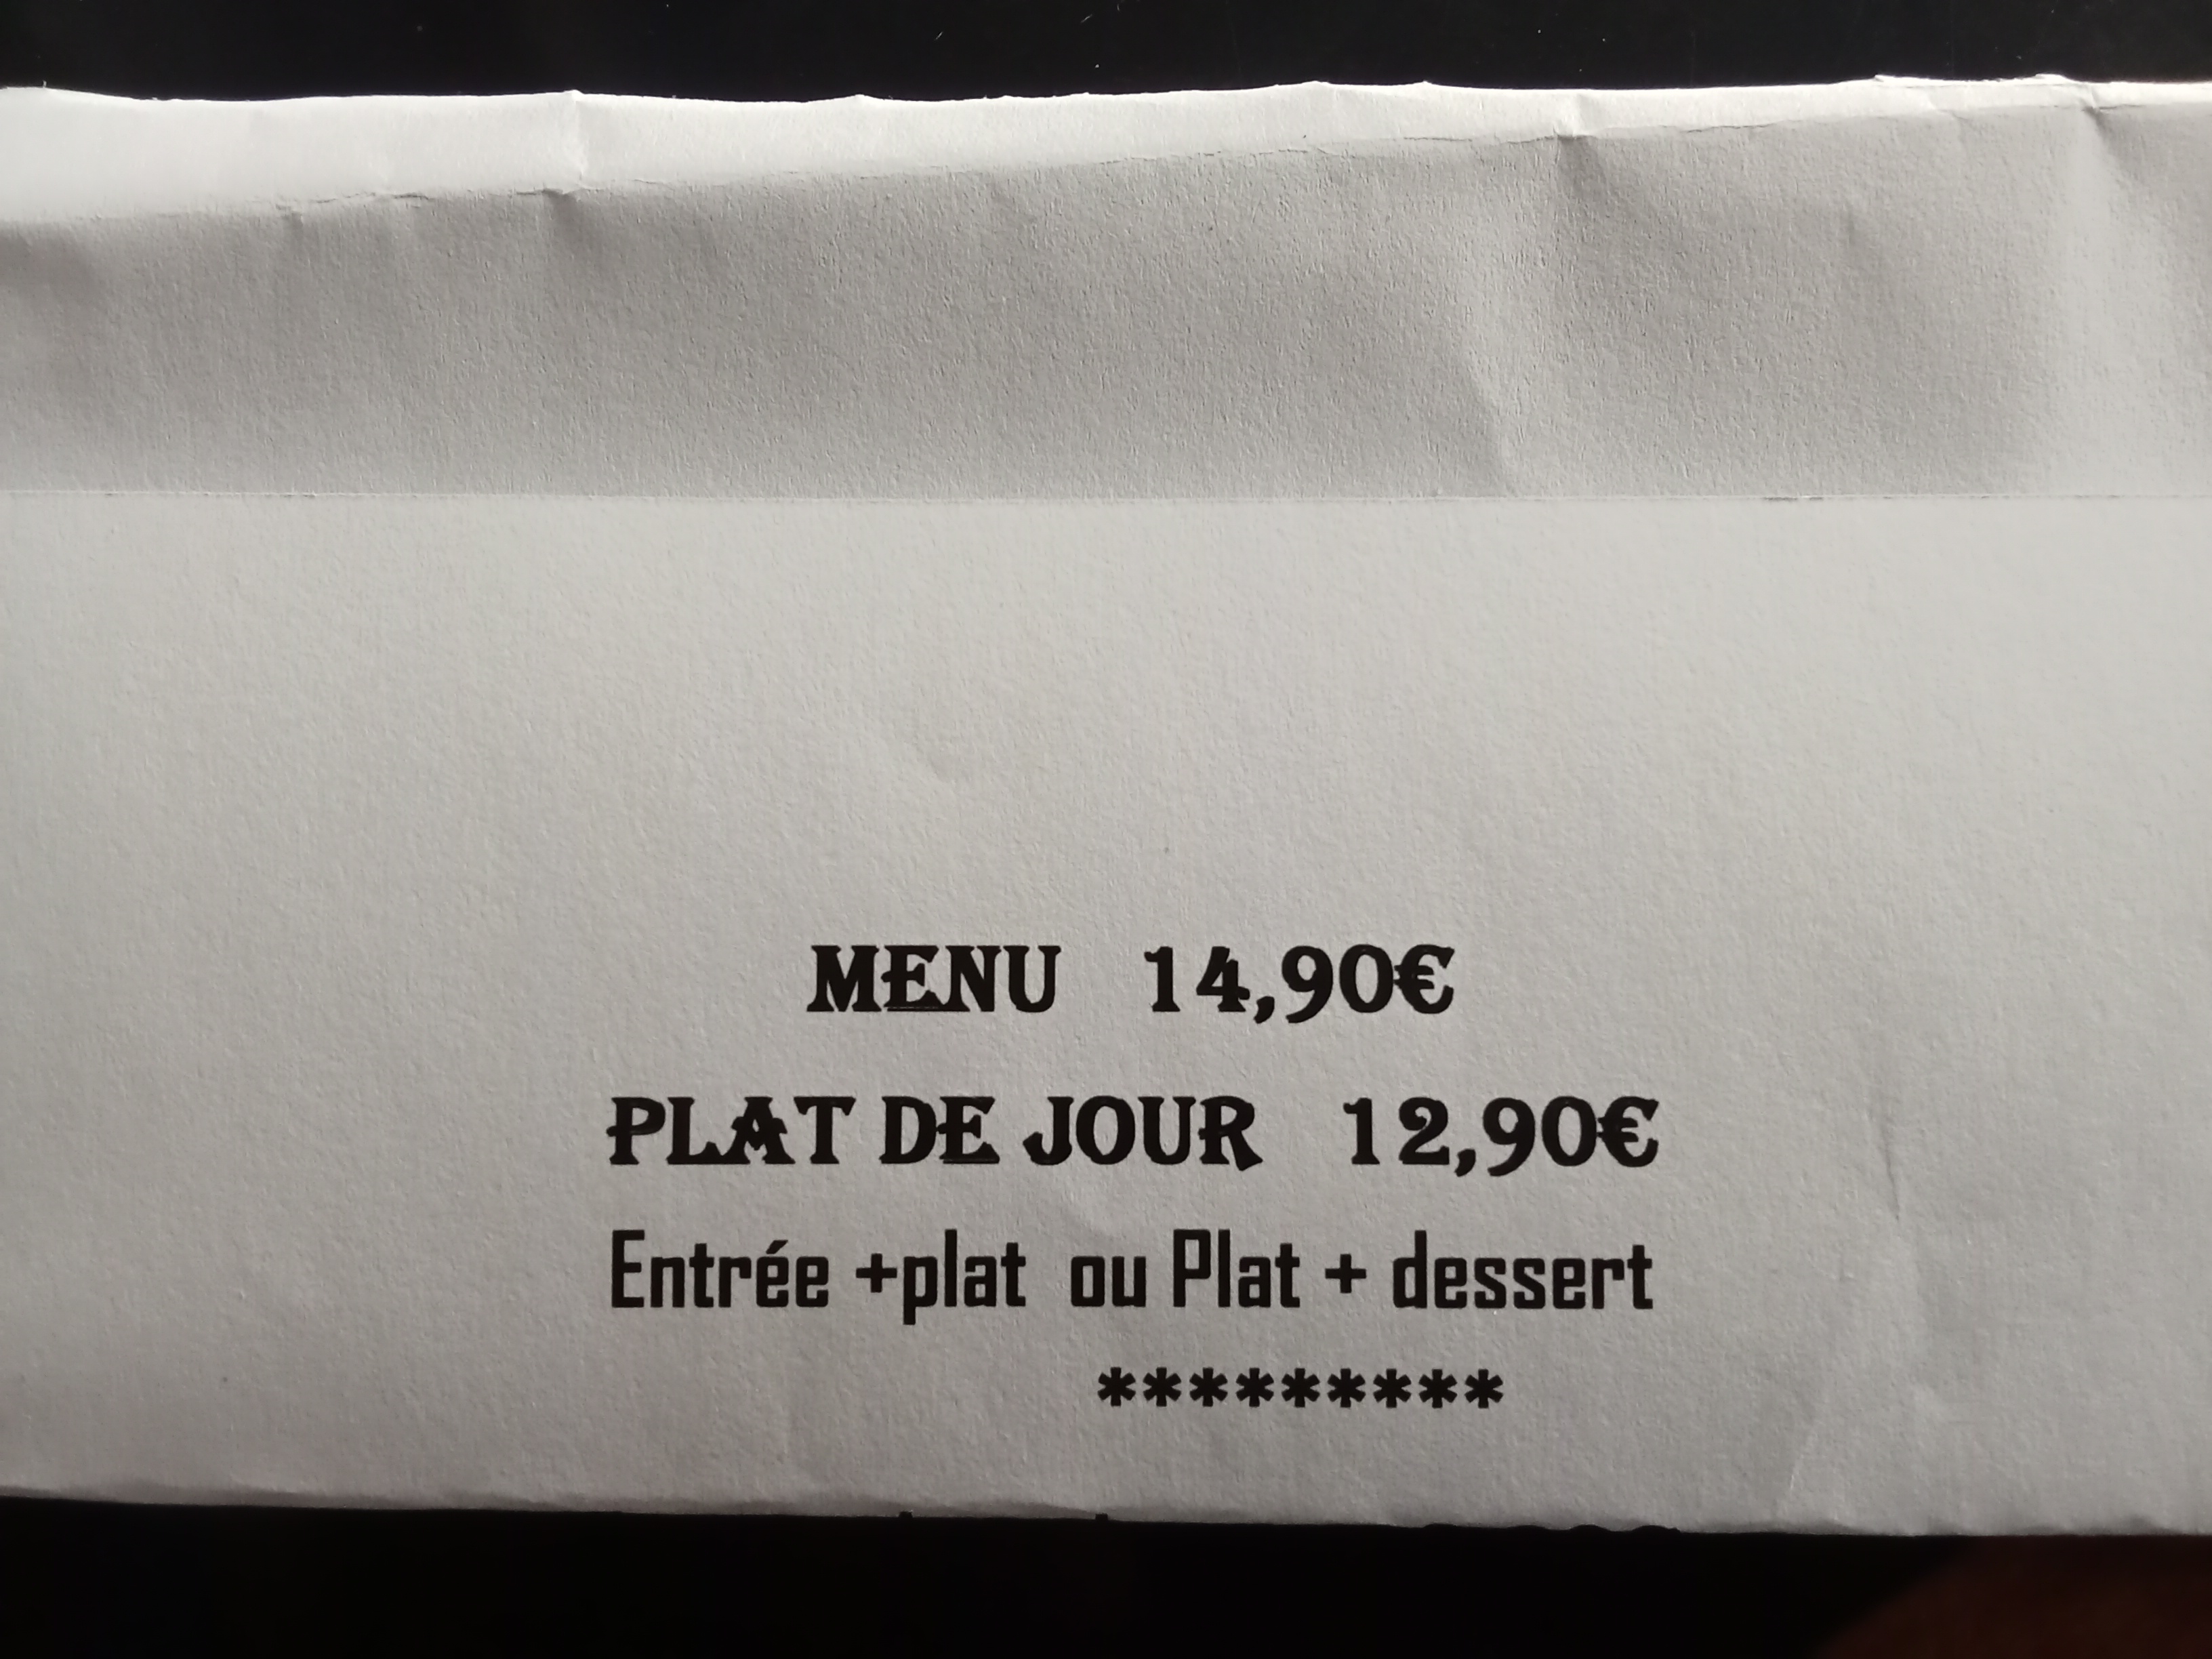 MENU 14,90€
PLAT DE JOUR 12,90€
Entrée +plat ou Plat + dessert
*********